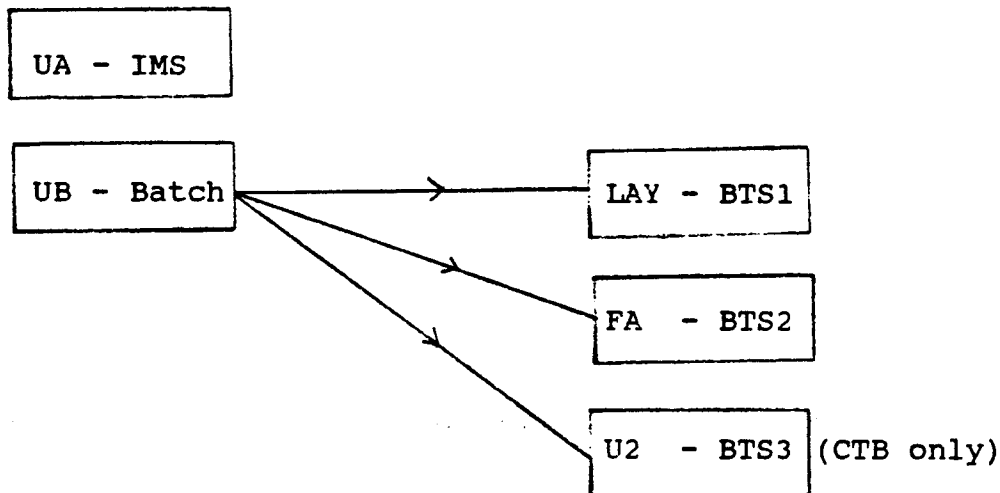 UA - IMS
UB - Batch
LAY - BTS1
FA - BTS2
U2 - BTS3 (CTB only)